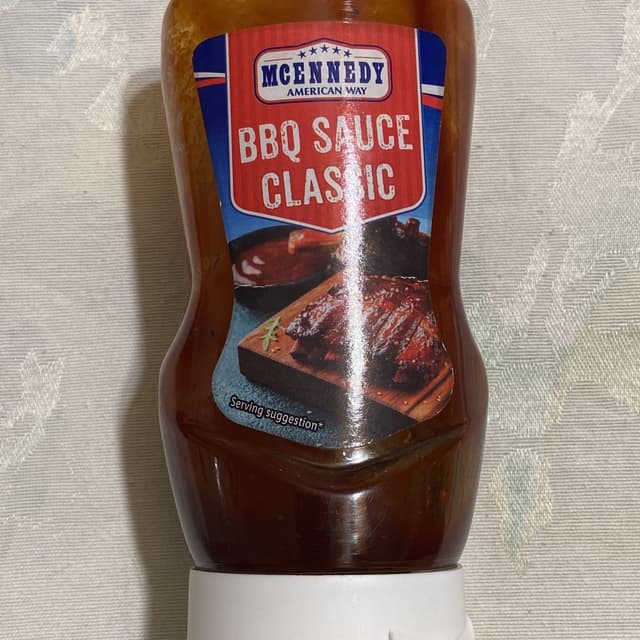 MCENNEDY
AMERICAN WAY
BBQ SAUCE
CLASSIC
Serving suggestion*